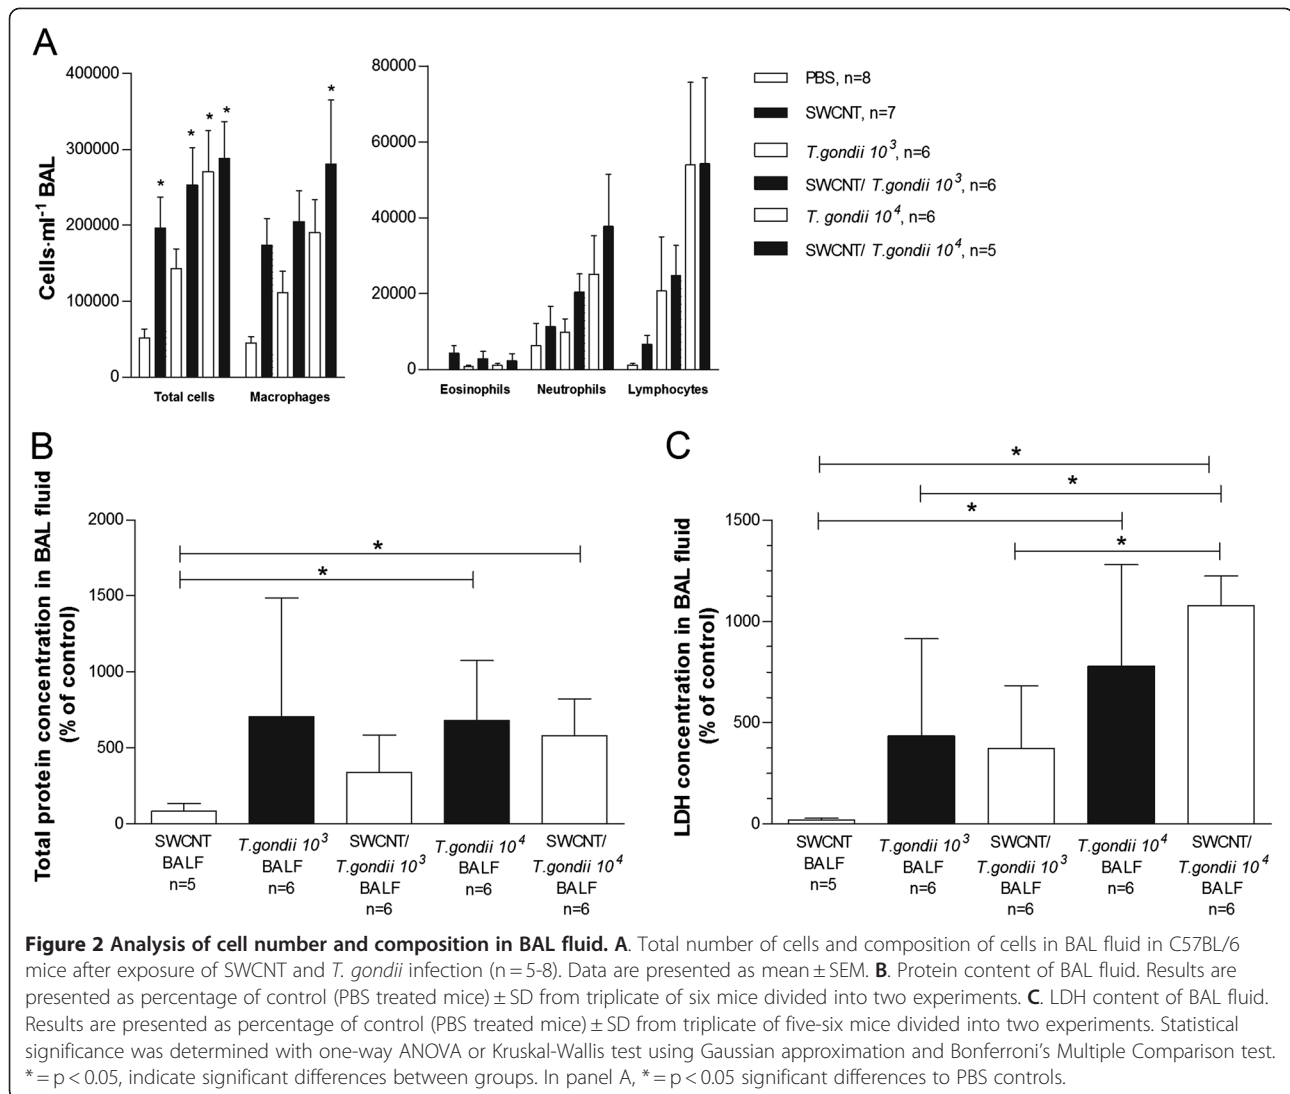 A
400000
300000
200000
100000
0
Cells·ml⁻¹ BAL
*
*
*
*
*
Total cells
Macrophages
80000
60000
40000
20000
0
Eosinophils
Neutrophils
Lymphocytes
PBS, n=8
SWCNT, n=7
T.gondii 10³, n=6
SWCNT/ T.gondii 10³, n=6
T. gondii 10⁴, n=6
SWCNT/ T.gondii 10⁴, n=5
B
Total protein concentration in BAL fluid
(% of control)
2000
1500
1000
500
0
*
*
SWCNT
BALF
n=5
T.gondii 10³
BALF
n=6
SWCNT/
T.gondii 10³
BALF
n=6
T.gondii 10⁴
BALF
n=6
SWCNT/
T.gondii 10⁴
BALF
n=6
C
LDH concentration in BAL fluid
(% of control)
1500
1000
500
0
*
*
*
*
SWCNT
BALF
n=5
T.gondii 10³
BALF
n=6
SWCNT/
T.gondii 10³
BALF
n=6
T.gondii 10⁴
BALF
n=6
SWCNT/
T.gondii 10⁴
BALF
n=6
Figure 2 Analysis of cell number and composition in BAL fluid. A. Total number of cells and composition of cells in BAL fluid in C57BL/6
mice after exposure of SWCNT and T. gondii infection (n = 5-8). Data are presented as mean ± SEM. B. Protein content of BAL fluid. Results are
presented as percentage of control (PBS treated mice) ± SD from triplicate of six mice divided into two experiments. C. LDH content of BAL fluid.
Results are presented as percentage of control (PBS treated mice) ± SD from triplicate of five-six mice divided into two experiments. Statistical
significance was determined with one-way ANOVA or Kruskal-Wallis test using Gaussian approximation and Bonferroni's Multiple Comparison test.
* = p < 0.05, indicate significant differences between groups. In panel A, * = p < 0.05 significant differences to PBS controls.